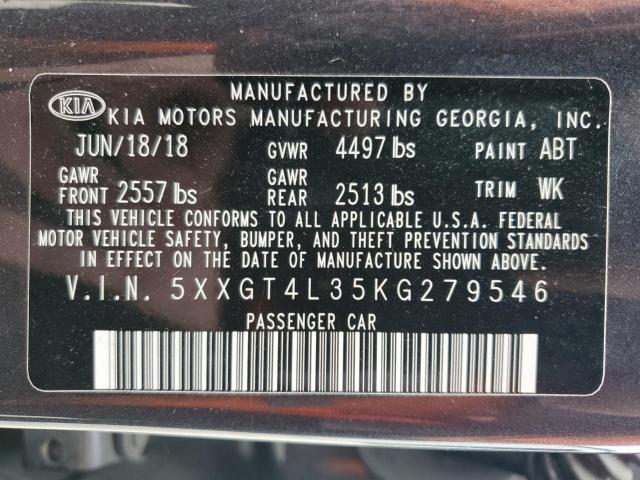 KIA
MANUFACTURED BY
KIA MOTORS MANUFACTURING GEORGIA, INC.
JUN/18/18 GVWR 4497 lbs PAINT ABT
GAWR FRONT 2557 lbs GAWR REAR 2513 lbs TRIM WK
THIS VEHICLE CONFORMS TO ALL APPLICABLE U.S.A. FEDERAL
MOTOR VEHICLE SAFETY, BUMPER, AND THEFT PREVENTION STANDARDS
IN EFFECT ON THE DATE OF MANUFACTURE SHOWN ABOVE.
V.I.N. 5XXGT4L35KG279546
PASSENGER CAR